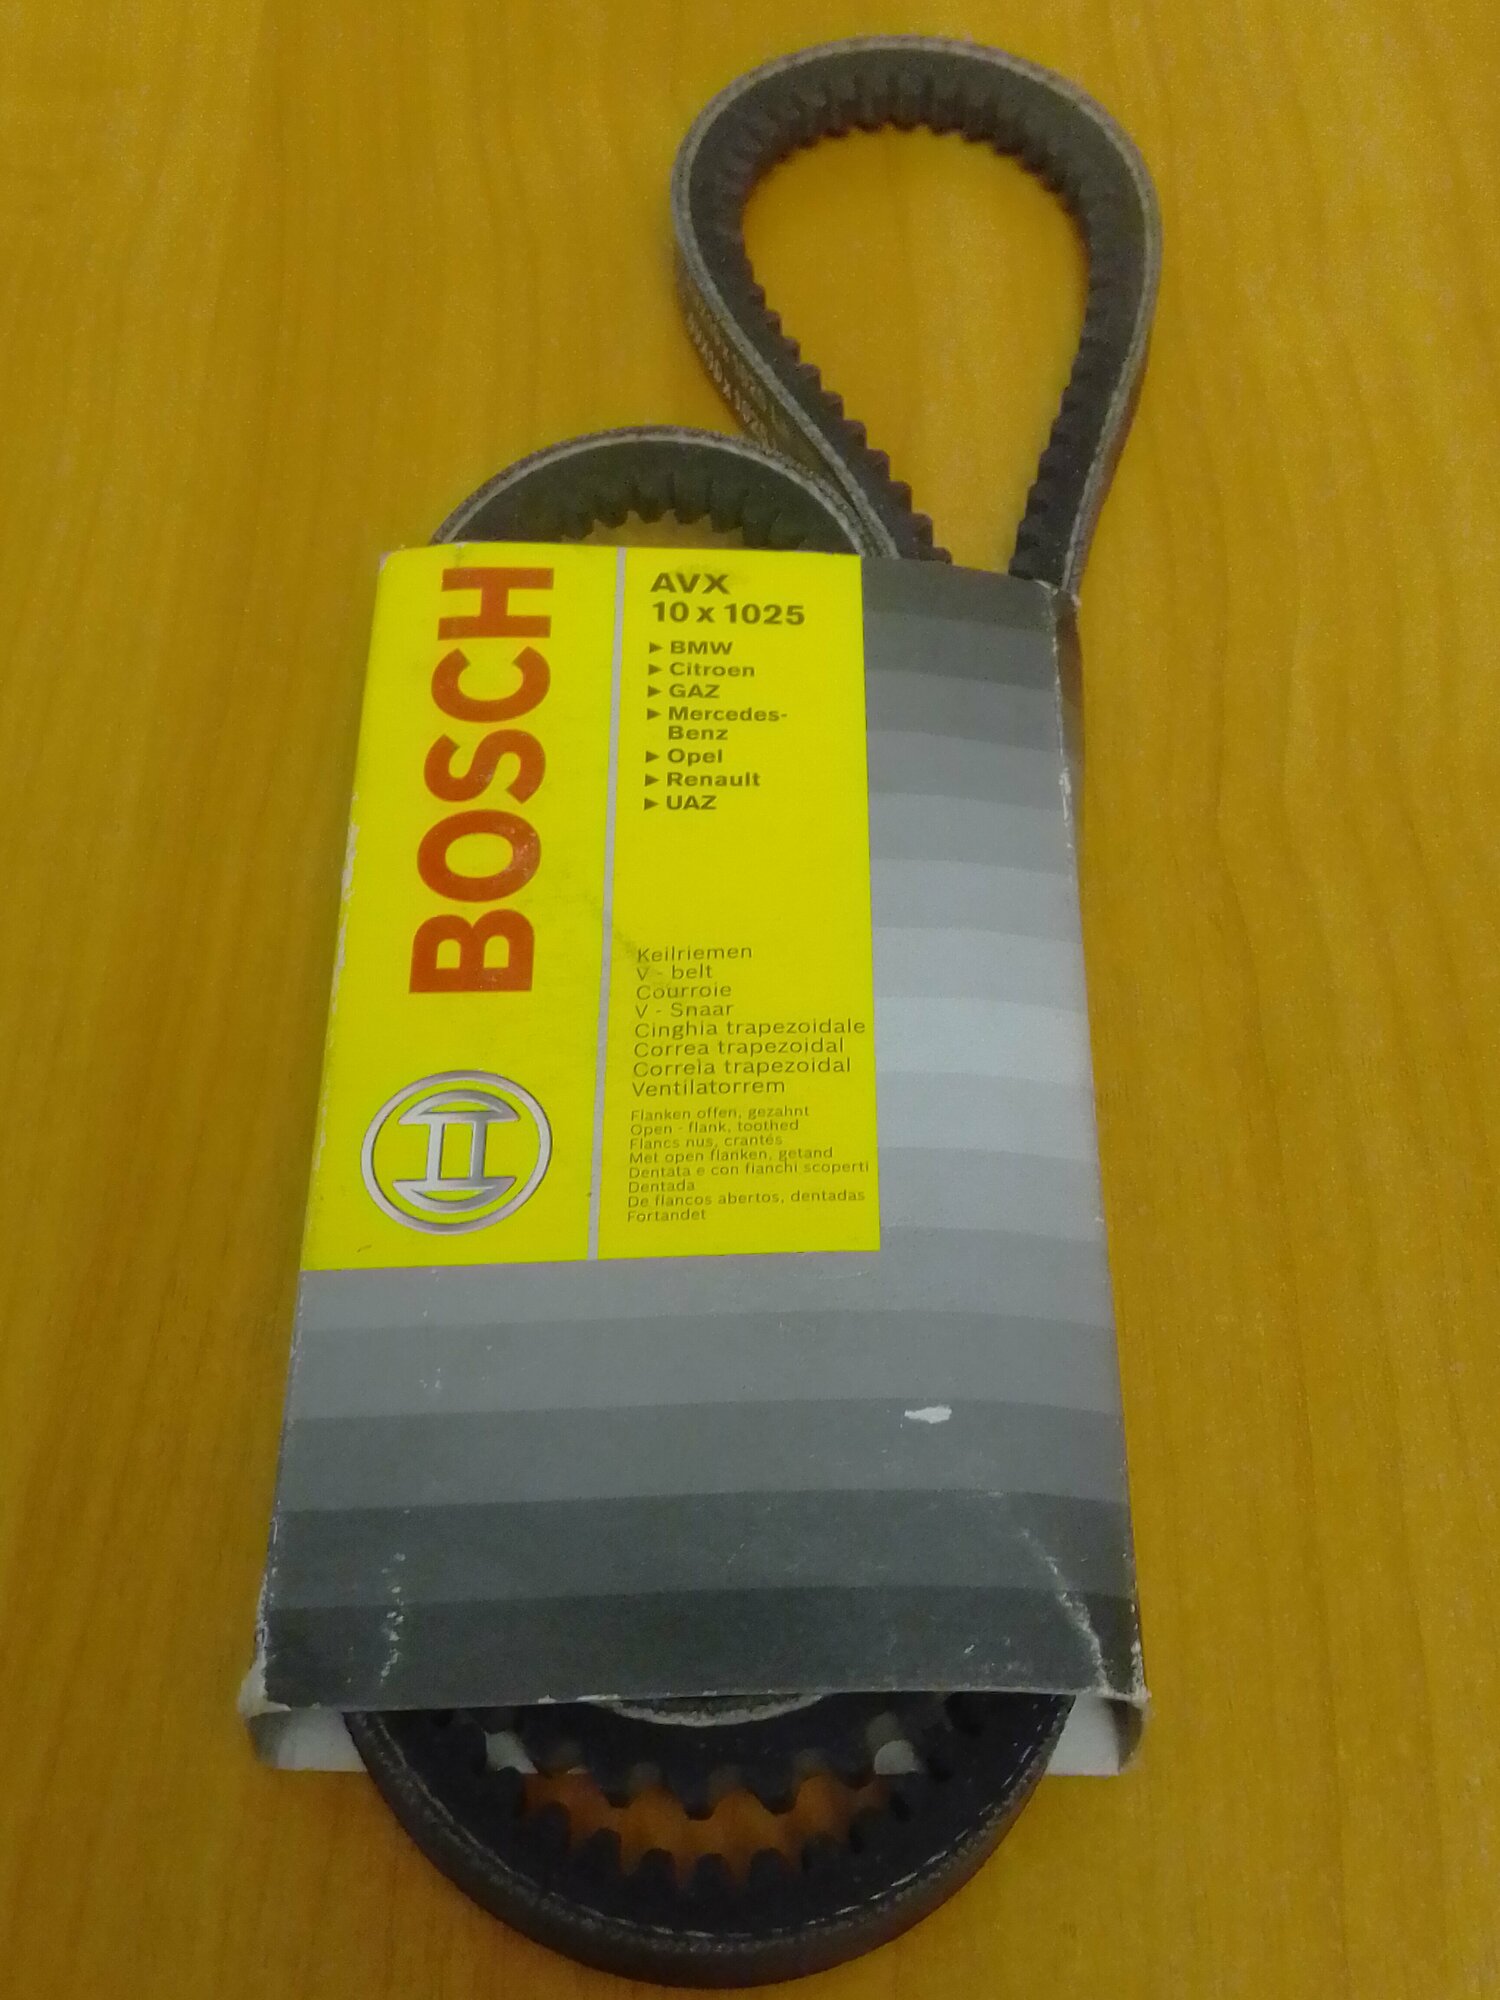 BOSCH
AVX
10 x 1025
BMW
Citroen
GAZ
Mercedes-
Benz
Opel
Renault
UAZ
Keilriemen
V - belt
Courroie
V - Snaar
Cinghia trapezoidale
Correa trapezoidal
Correia trapezoidal
Ventilatorrem
Flanken offen, gezahnt
Open - flank, toothed
Flancs nus, crantés
Met open flanken, getand
Dentata e con fianchi scoperti
Dentada
De flancos abertos, dentadas
Fortandet